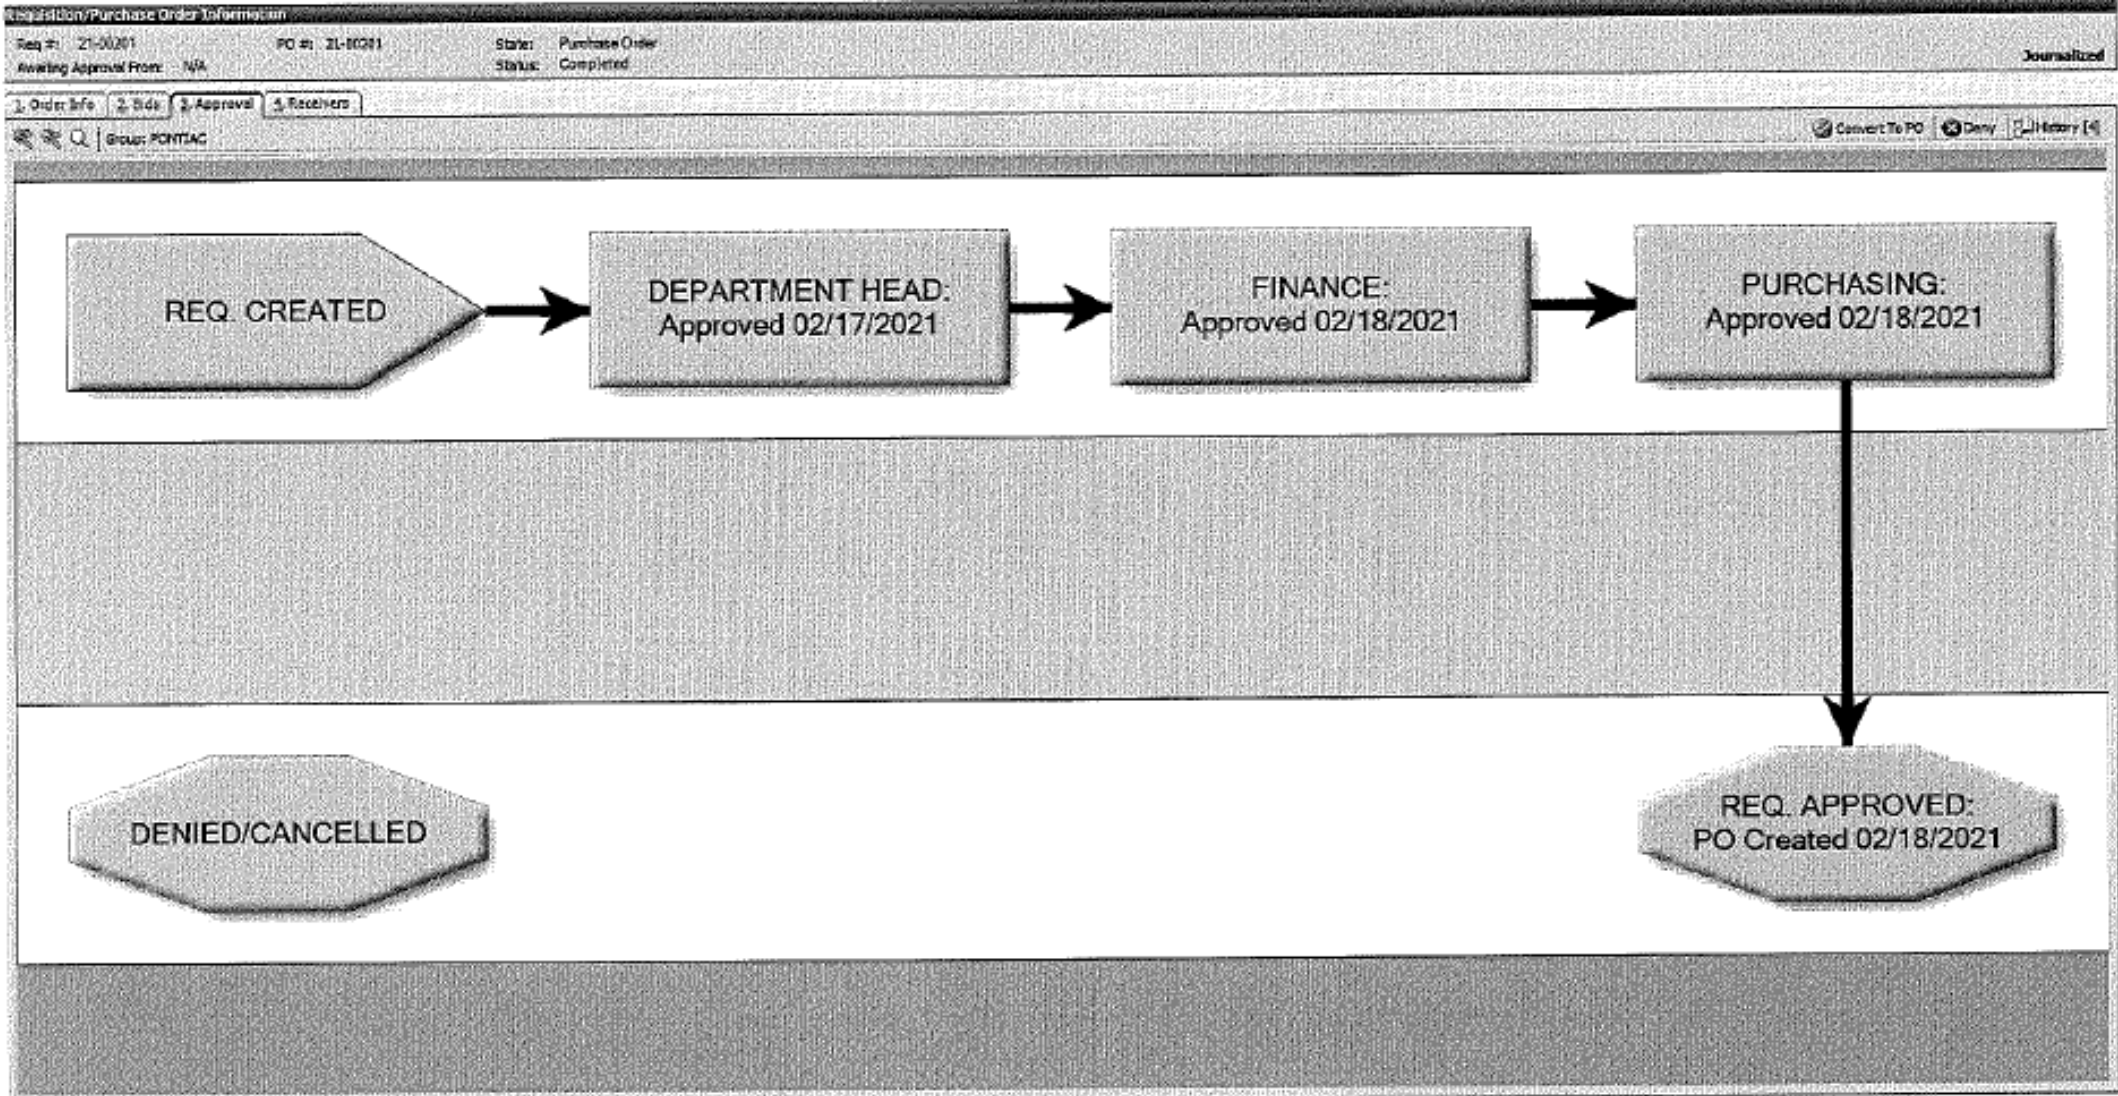 Requisition/Purchase Order Information
Req #: 21-00201 PO #: 21-00201 State: Purchase Order
Awaiting Approval From: N/A Status: Completed Journalized
1. Order Info 2. Bids 3. Approval 4. Receivers
Group: PONTIAC Convert To PO Deny History [4]
REQ. CREATED
DEPARTMENT HEAD:
Approved 02/17/2021
FINANCE:
Approved 02/18/2021
PURCHASING:
Approved 02/18/2021
DENIED/CANCELLED
REQ. APPROVED:
PO Created 02/18/2021